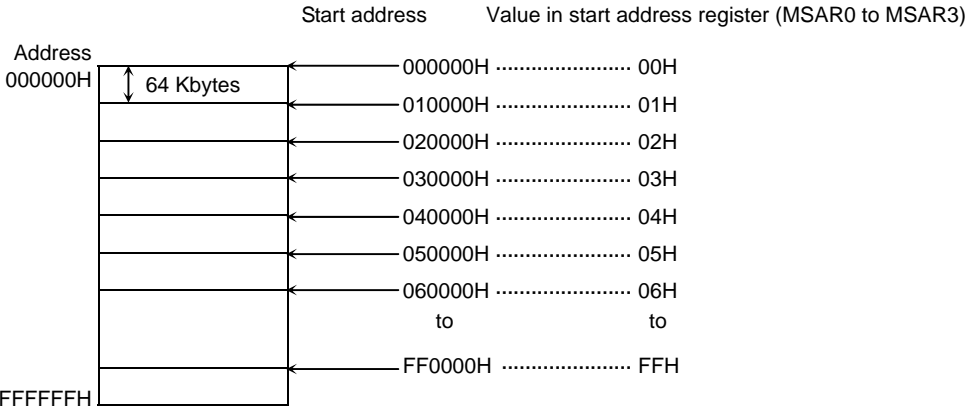 Start address Value in start address register (MSAR0 to MSAR3)
Address
000000H
64 Kbytes
000000H ························ 00H
010000H ························ 01H
020000H ························ 02H
030000H ························ 03H
040000H ························ 04H
050000H ························ 05H
060000H ························ 06H
to to
FF0000H ······················· FFH
FFFFFFH